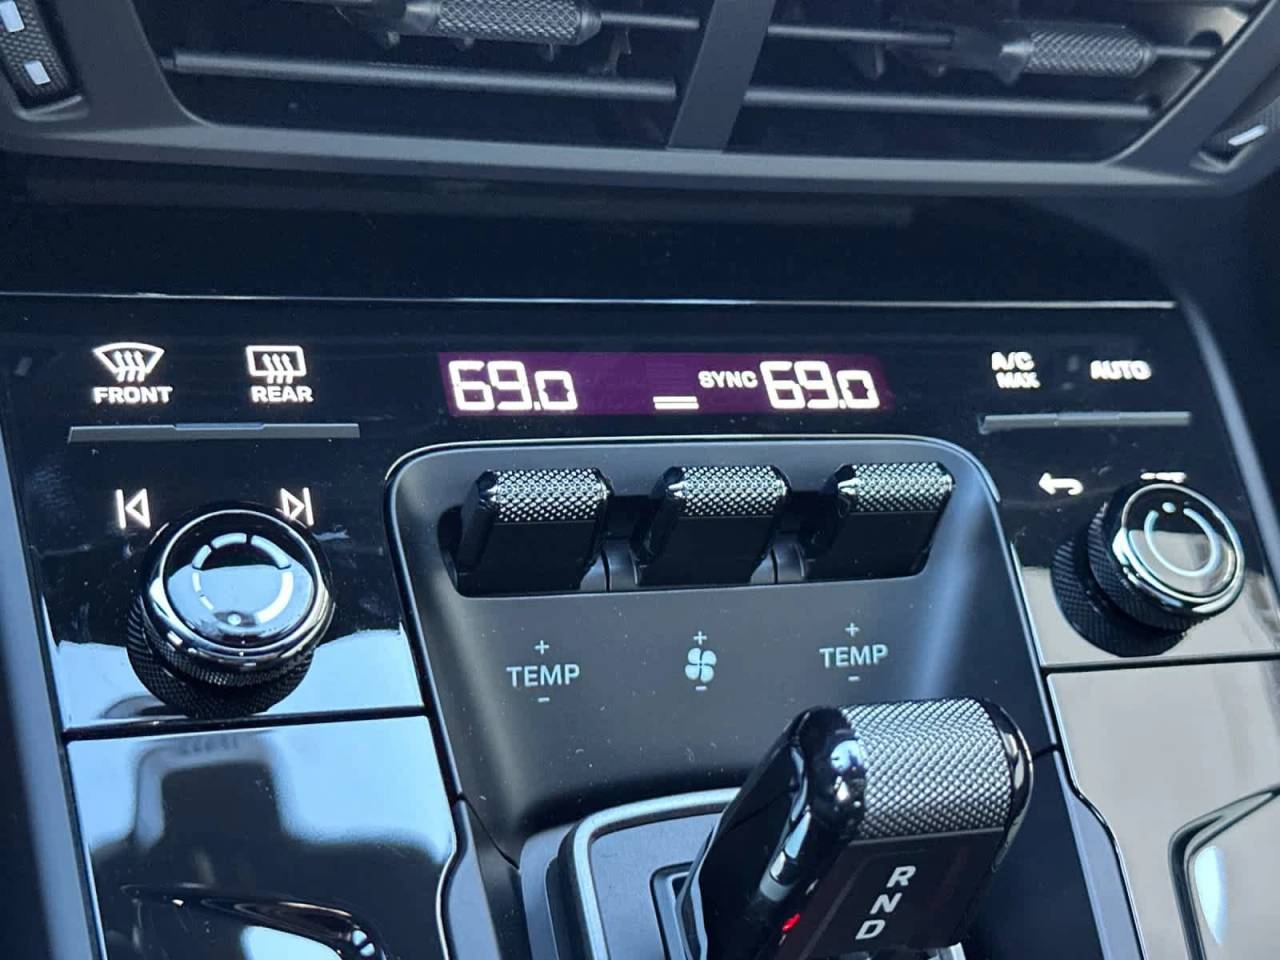 FRONT
REAR
69.0
SYNC 69.0
A/C
MAX
AUTO
+
TEMP
-
+
-
+
TEMP
-
R
N
D